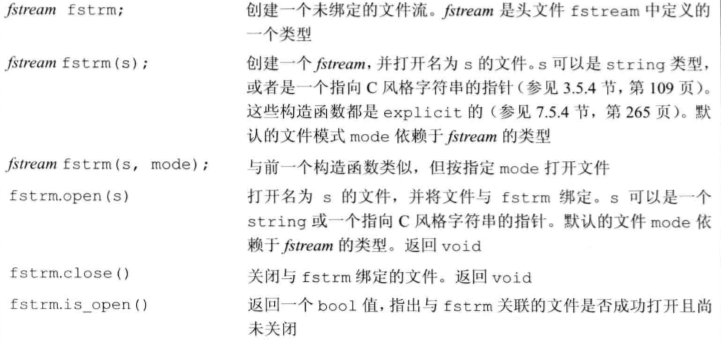 fstream fstrm; 创建一个未绑定的文件流。fstream 是头文件 fstream 中定义的
一个类型
fstream fstrm(s); 创建一个 fstream,并打开名为 s 的文件。s 可以是 string 类型,
或者是一个指向 C 风格字符串的指针(参见 3.5.4 节,第 109 页)。
这些构造函数都是 explicit 的(参见 7.5.4 节,第 265 页)。默
认的文件模式 mode 依赖于 fstream 的类型
fstream fstrm(s, mode); 与前一个构造函数类似,但按指定 mode 打开文件
fstrm.open(s) 打开名为 s 的文件,并将文件与 fstrm 绑定。s 可以是一个
string 或一个指向 C 风格字符串的指针。默认的文件 mode 依
赖于 fstream 的类型。返回 void
fstrm.close() 关闭与 fstrm 绑定的文件。返回 void
fstrm.is_open() 返回一个 bool 值,指出与 fstrm 关联的文件是否成功打开且尚
未关闭